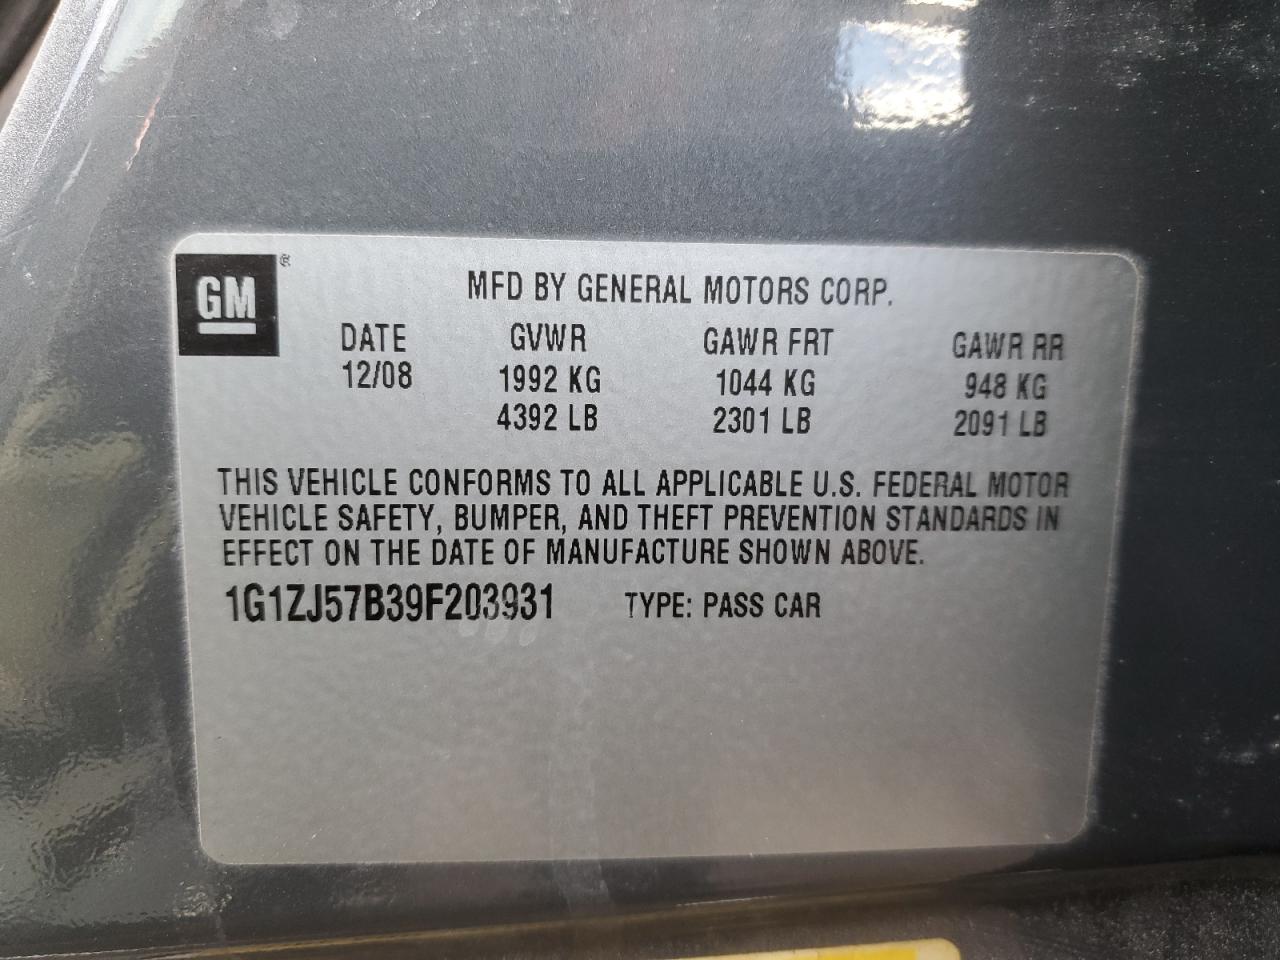 GM®
MFD BY GENERAL MOTORS CORP.
DATE GVWR GAWR FRT GAWR RR
12/08 1992 KG 1044 KG 948 KG
4392 LB 2301 LB 2091 LB
THIS VEHICLE CONFORMS TO ALL APPLICABLE U.S. FEDERAL MOTOR
VEHICLE SAFETY, BUMPER, AND THEFT PREVENTION STANDARDS IN
EFFECT ON THE DATE OF MANUFACTURE SHOWN ABOVE.
1G1ZJ57B39F203931 TYPE: PASS CAR